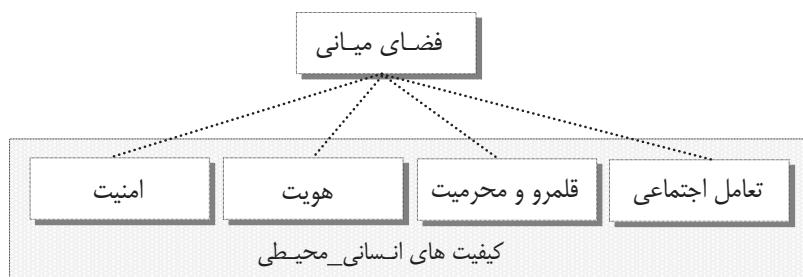 فضای میانی
تعامل اجتماعی
قلمرو و محرمیت
هویت
امنیت
کیفیت های انسانی_محیطی